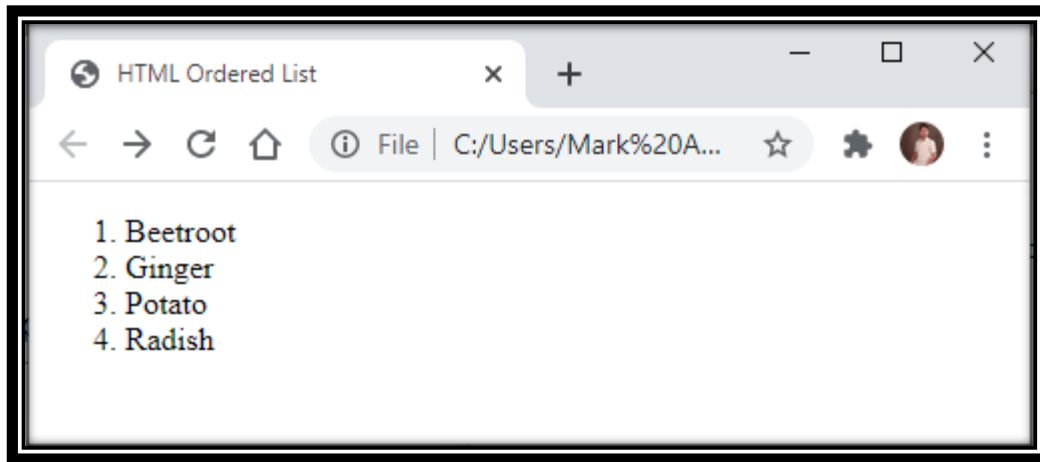 HTML Ordered List
File C:/Users/Mark%20A...
1. Beetroot
2. Ginger
3. Potato
4. Radish